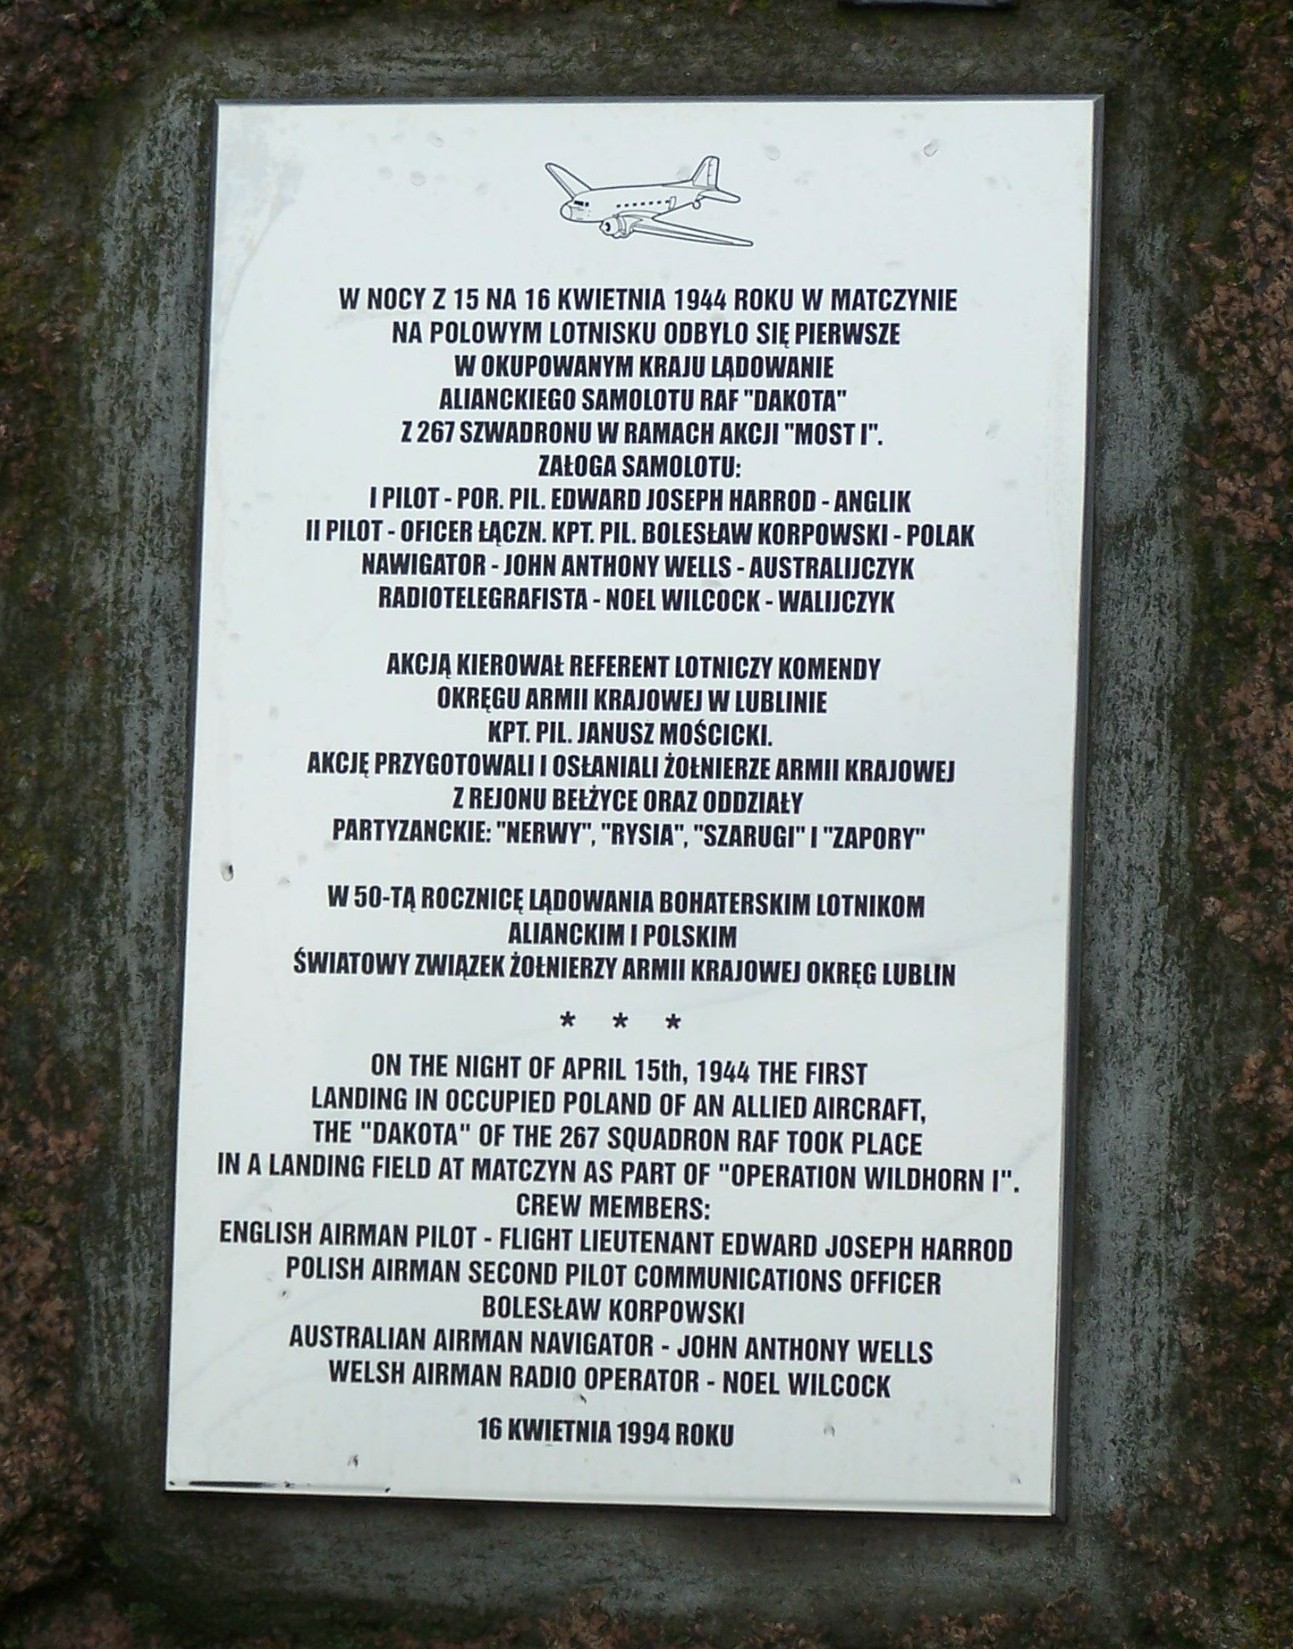 W NOCY Z 15 NA 16 KWIETNIA 1944 ROKU W MATCZYNIE
NA POLOWYM LOTNISKU ODBYŁO SIĘ PIERWSZE
W OKUPOWANYM KRAJU LĄDOWANIE
ALIANCKIEGO SAMOLOTU RAF "DAKOTA"
Z 267 SZWADRONU W RAMACH AKCJI "MOST I".
ZAŁOGA SAMOLOTU:
I PILOT - POR. PIL. EDWARD JOSEPH HARROD - ANGLIK
II PILOT - OFICER ŁĄCZN. KPT. PIL. BOLESŁAW KORPOWSKI - POLAK
NAWIGATOR - JOHN ANTHONY WELLS - AUSTRALIJCZYK
RADIOTELEGRAFISTA - NOEL WILCOCK - WALIJCZYK
AKCJĄ KIEROWAŁ REFERENT LOTNICZY KOMENDY
OKRĘGU ARMII KRAJOWEJ W LUBLINIE
KPT. PIL. JANUSZ MOŚCICKI.
AKCJĘ PRZYGOTOWALI I OSŁANIALI ŻOŁNIERZE ARMII KRAJOWEJ
Z REJONU BEŁŻYCE ORAZ ODDZIAŁY
PARTYZANCKIE: "NERWY", "RYSIA", "SZARUGI" I "ZAPORY"
W 50-TĄ ROCZNICĘ LĄDOWANIA BOHATERSKIM LOTNIKOM
ALIANCKIM I POLSKIM
ŚWIATOWY ZWIĄZEK ŻOŁNIERZY ARMII KRAJOWEJ OKRĘG LUBLIN
* * *
ON THE NIGHT OF APRIL 15th, 1944 THE FIRST
LANDING IN OCCUPIED POLAND OF AN ALLIED AIRCRAFT,
THE "DAKOTA" OF THE 267 SQUADRON RAF TOOK PLACE
IN A LANDING FIELD AT MATCZYN AS PART OF "OPERATION WILDHORN I".
CREW MEMBERS:
ENGLISH AIRMAN PILOT - FLIGHT LIEUTENANT EDWARD JOSEPH HARROD
POLISH AIRMAN SECOND PILOT COMMUNICATIONS OFFICER
BOLESŁAW KORPOWSKI
AUSTRALIAN AIRMAN NAVIGATOR - JOHN ANTHONY WELLS
WELSH AIRMAN RADIO OPERATOR - NOEL WILCOCK
16 KWIETNIA 1994 ROKU